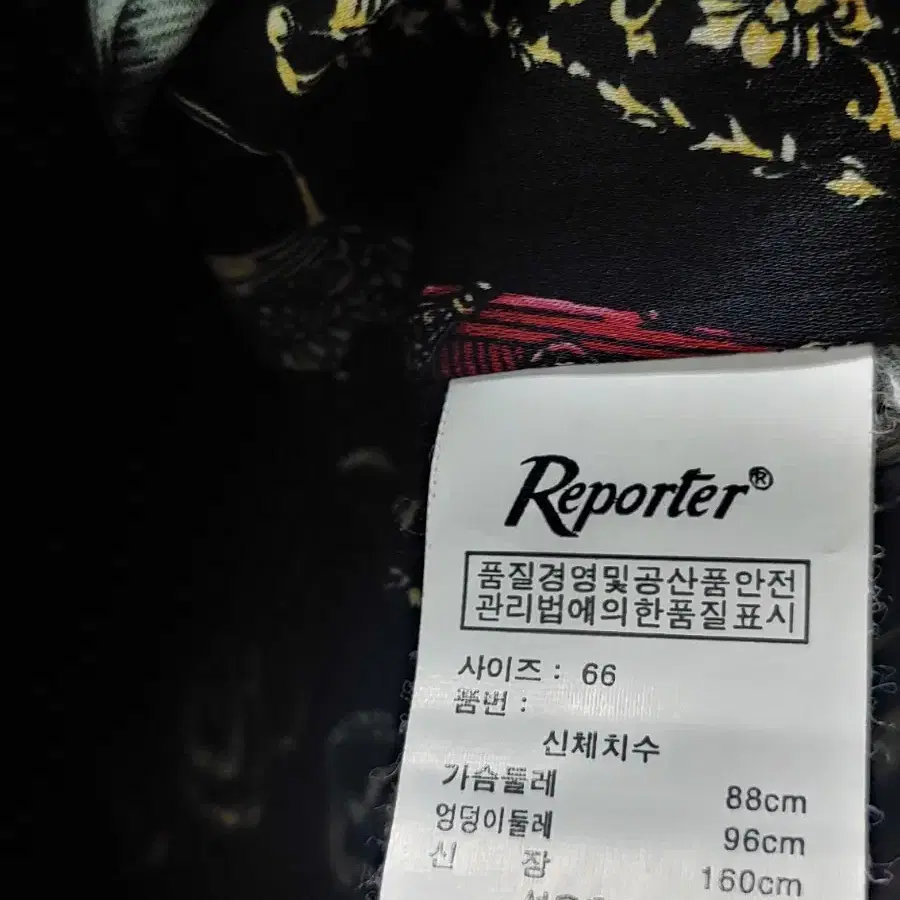 Reporter®
품질경영및공산품안전
관리법에의한품질표시
사이즈 : 66
품번 :
신체치수
가슴둘레 88cm
엉덩이둘레 96cm
신 장 160cm